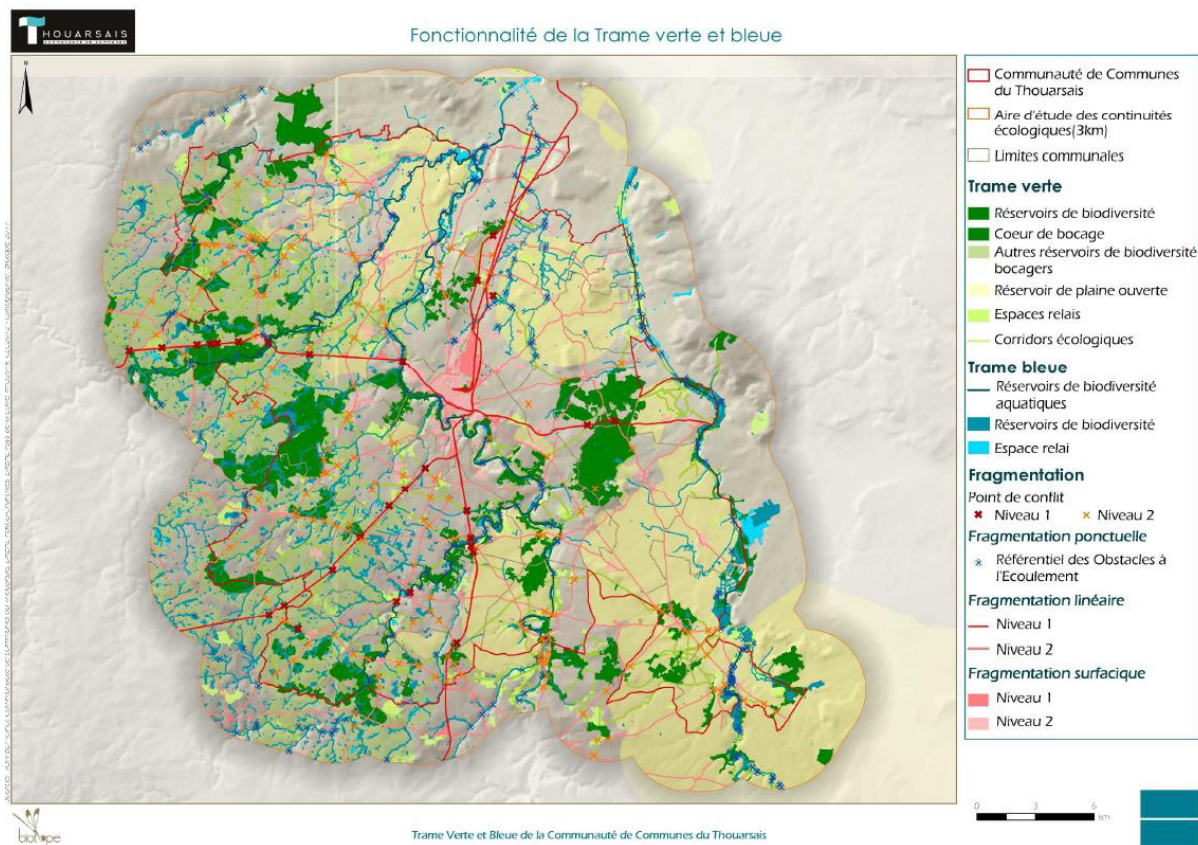 THOUARSAIS
Fonctionnalité de la Trame verte et bleue
N
Communauté de Communes
du Thouarsais
Aire d'étude des continuités
écologiques(3km)
Limites communales
Trame verte
Réservoirs de biodiversité
Coeur de bocage
Autres réservoirs de biodiversité
bocagers
Réservoir de plaine ouverte
Espaces relais
Corridors écologiques
Trame bleue
Réservoirs de biodiversité
aquatiques
Réservoirs de biodiversité
Espace relai
Fragmentation
Point de conflit
Niveau 1
Niveau 2
Fragmentation ponctuelle
Référentiel des Obstacles à
l'Ecoulement
Fragmentation linéaire
Niveau 1
Niveau 2
Fragmentation surfacique
Niveau 1
Niveau 2
0 3 6
KM
biotope
Trame Verte et Bleue de la Communauté de Communes du Thouarsais